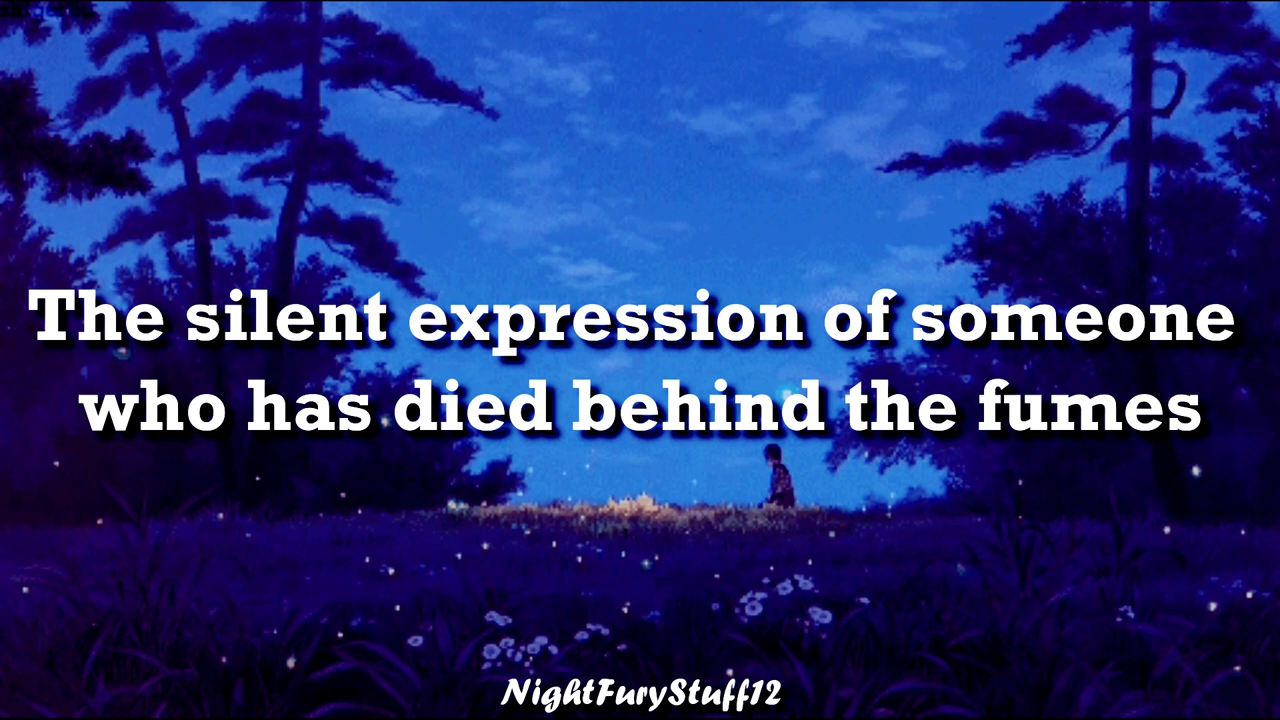 The silent expression of someone
who has died behind the fumes
NightFuryStuff12